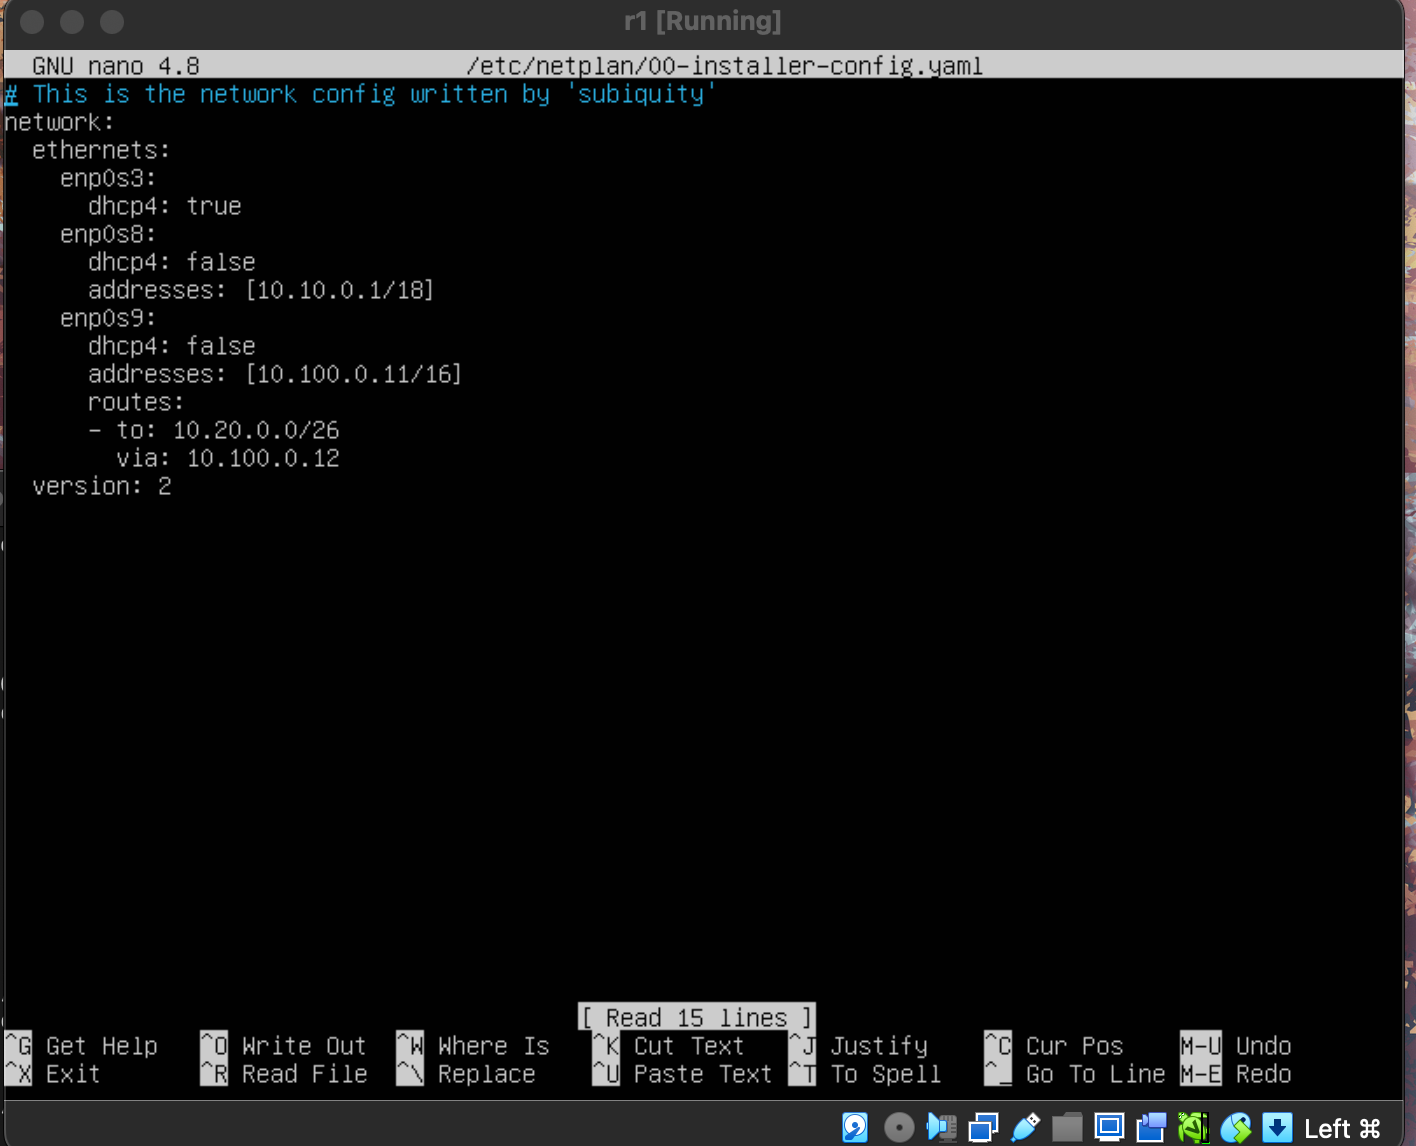 r1 [Running]
GNU nano 4.8 /etc/netplan/00-installer-config.yaml
# This is the network config written by 'subiquity'
network:
  ethernets:
    enp0s3:
      dhcp4: true
    enp0s8:
      dhcp4: false
      addresses: [10.10.0.1/18]
    enp0s9:
      dhcp4: false
      addresses: [10.100.0.11/16]
      routes:
      - to: 10.20.0.0/26
        via: 10.100.0.12
  version: 2
[ Read 15 lines ]
^G Get Help ^O Write Out ^W Where Is ^K Cut Text ^J Justify ^C Cur Pos M-U Undo
^X Exit ^R Read File ^\ Replace ^U Paste Text ^T To Spell ^_ Go To Line M-E Redo
Left ⌘